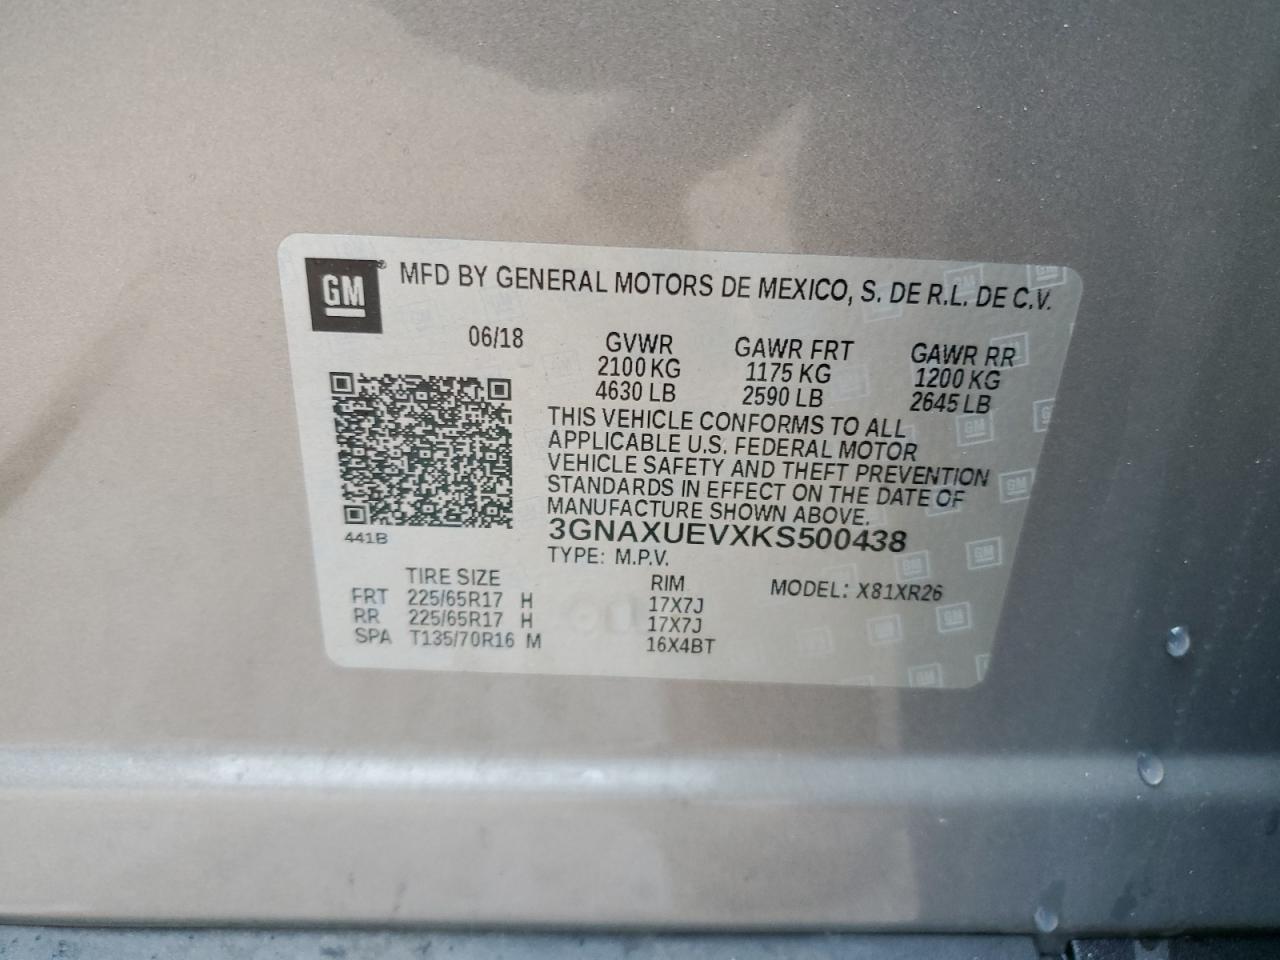 GM® MFD BY GENERAL MOTORS DE MEXICO, S. DE R.L. DE C.V.
06/18 GVWR GAWR FRT GAWR RR
2100 KG 1175 KG 1200 KG
4630 LB 2590 LB 2645 LB
THIS VEHICLE CONFORMS TO ALL
APPLICABLE U.S. FEDERAL MOTOR
VEHICLE SAFETY AND THEFT PREVENTION
STANDARDS IN EFFECT ON THE DATE OF
MANUFACTURE SHOWN ABOVE.
3GNAXUEVXKS500438
441B TYPE: M.P.V.
TIRE SIZE RIM MODEL: X81XR26
FRT 225/65R17 H 17X7J
RR 225/65R17 H 17X7J
SPA T135/70R16 M 16X4BT